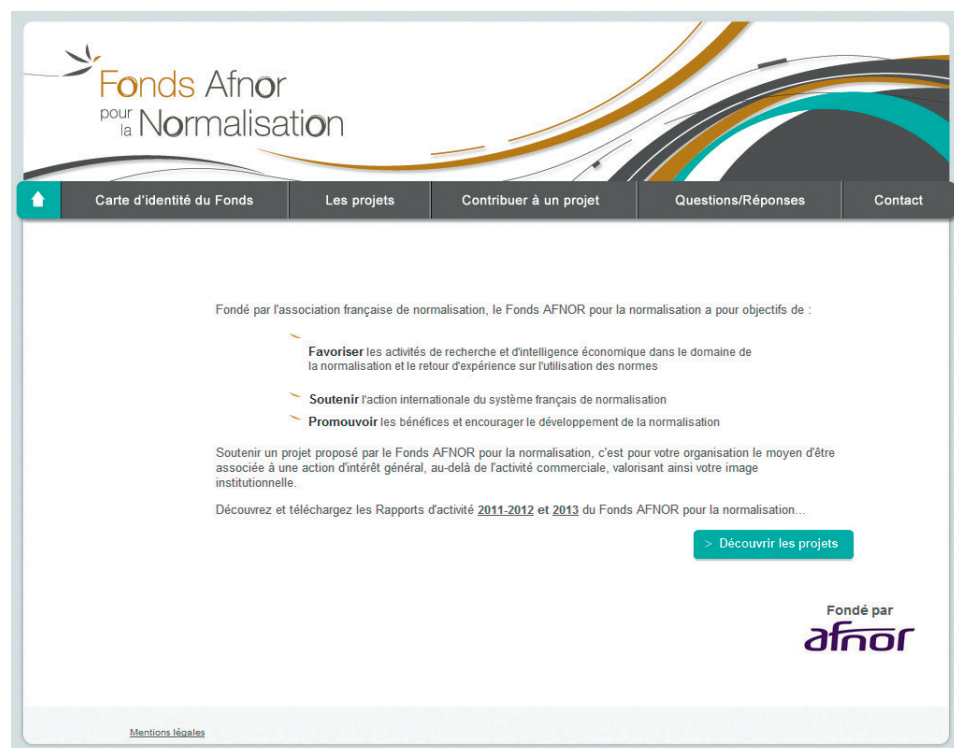 Fonds Afnor
pour la Normalisation
Carte d'identité du Fonds
Les projets
Contribuer à un projet
Questions/Réponses
Contact
Fondé par l'association française de normalisation, le Fonds AFNOR pour la normalisation a pour objectifs de :
Favoriser les activités de recherche et d'intelligence économique dans le domaine de
la normalisation et le retour d'expérience sur l'utilisation des normes
Soutenir l'action internationale du système français de normalisation
Promouvoir les bénéfices et encourager le développement de la normalisation
Soutenir un projet proposé par le Fonds AFNOR pour la normalisation, c'est pour votre organisation le moyen d'être
associée à une action d'intérêt général, au-delà de l'activité commerciale, valorisant ainsi votre image
institutionnelle.
Découvrez et téléchargez les Rapports d'activité 2011-2012 et 2013 du Fonds AFNOR pour la normalisation...
> Découvrir les projets
Fondé par
afnor
Mentions légales